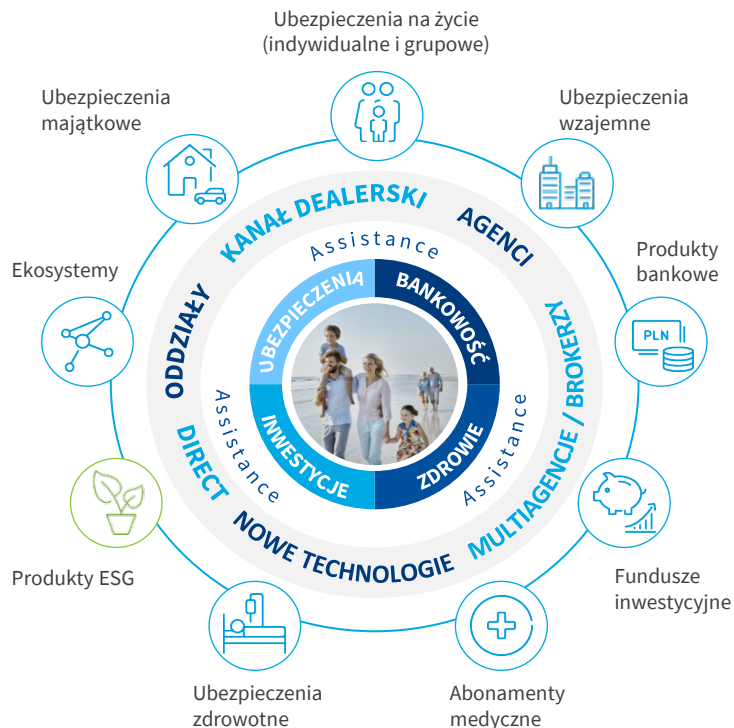 Ubezpieczenia na życie
(indywidualne i grupowe)
Ubezpieczenia
majątkowe
Ubezpieczenia
wzajemne
KANAŁ DEALERSKI
AGENCI
Assistance
Ekosystemy
Produkty
bankowe
ODDZIAŁY
UBEZPIECZENIA
BANKOWOŚĆ
PLN
MULTIAGENCJE / BROKERZY
Assistance
Assistance
INWESTYCJE
ZDROWIE
DIRECT
NOWE TECHNOLOGIE
Produkty ESG
Fundusze
inwestycyjne
Ubezpieczenia
zdrowotne
Abonamenty
medyczne